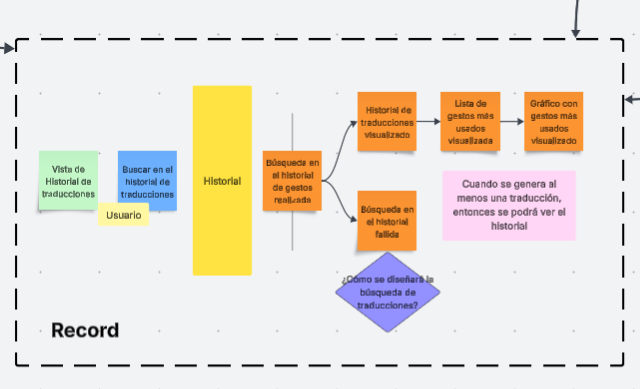 Vista de
Historial de
traducciones
Buscar en el
historial de
traducciones
Usuario
Historial
Búsqueda en
el historial
de gestos
realizada
Historial de
traducciones
visualizado
Lista de
gestos más
usados
visualizada
Gráfico con
gestos más
usados
visualizado
Búsqueda en
el historial
fallida
Cuando se genera al
menos una traducción,
entonces se podrá ver el
historial
¿Cómo se diseñará la
búsqueda de
traducciones?
Record